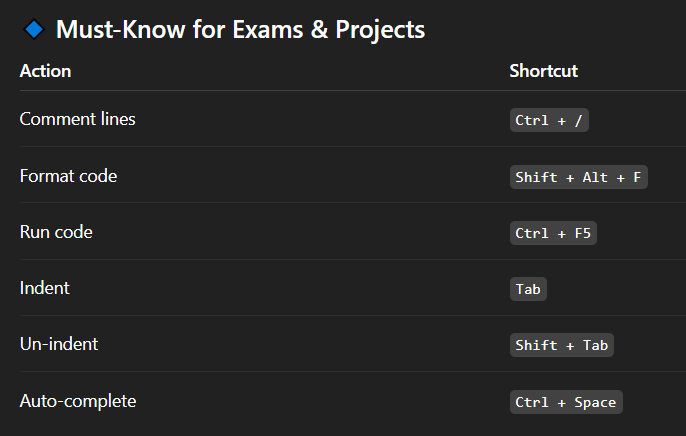 Must-Know for Exams & Projects
Action Shortcut
Comment lines Ctrl + /
Format code Shift + Alt + F
Run code Ctrl + F5
Indent Tab
Un-indent Shift + Tab
Auto-complete Ctrl + Space